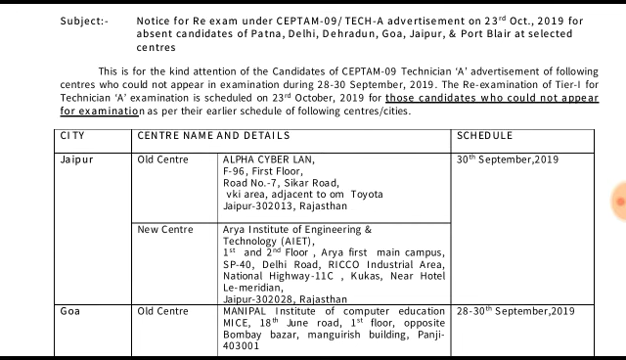 Subject:- Notice for Re exam under CEPTAM-09/ TECH-A advertisement on 23rd Oct., 2019 for
absent candidates of Patna, Delhi, Dehradun, Goa, Jaipur, & Port Blair at selected
centres
This is for the kind attention of the Candidates of CEPTAM-09 Technician 'A' advertisement of following
centres who could not appear in examination during 28-30 September, 2019. The Re-examination of Tier-I for
Technician 'A' examination is scheduled on 23rd October, 2019 for those candidates who could not appear
for examination as per their earlier schedule of following centres/cities.
CITY CENTRE NAME AND DETAILS SCHEDULE
Jaipur Old Centre ALPHA CYBER LAN, 30th September,2019
F-96, First Floor,
Road No.-7, Sikar Road,
vki area, adjacent to om Toyota
Jaipur-302013, Rajasthan
New Centre Arya Institute of Engineering &
Technology (AIET),
1st and 2nd Floor , Arya first main campus,
SP-40, Delhi Road, RICCO Industrial Area,
National Highway-11C , Kukas, Near Hotel
Le-meridian,
Jaipur-302028, Rajasthan
Goa Old Centre MANIPAL Institute of computer education 28-30th September,2019
MICE, 18th June road, 1st floor, opposite
Bombay bazar, manguirish building, Panji-
403001